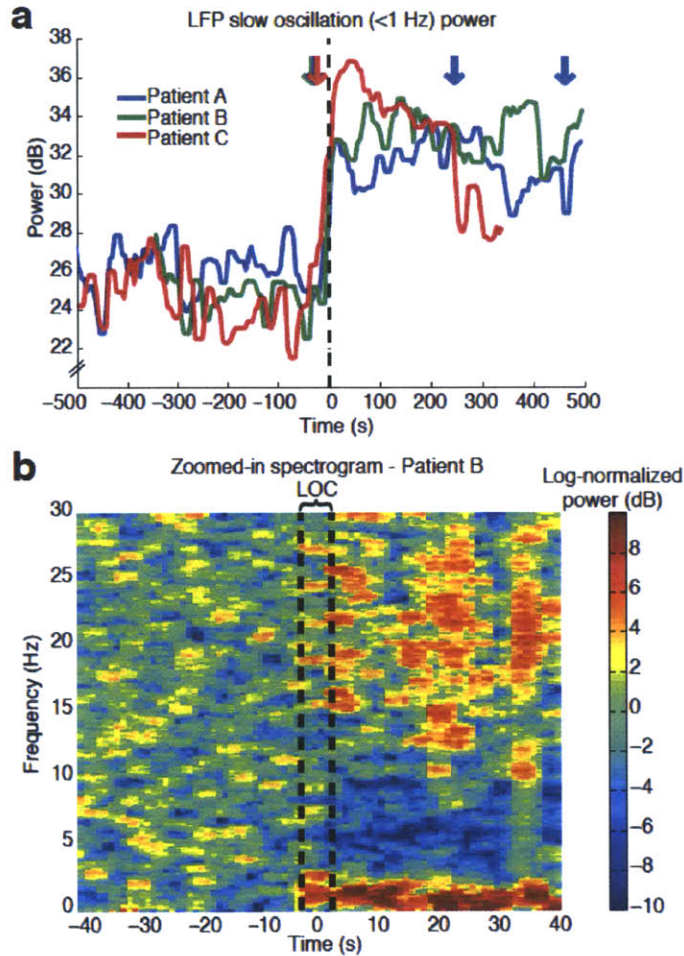 a
LFP slow oscillation (<1 Hz) power
38
36
34
32
30
28
26
24
22
Power (dB)
Patient A
Patient B
Patient C
−500 −400 −300 −200 −100 0 100 200 300 400 500
Time (s)
b
Zoomed-in spectrogram - Patient B
LOC
Log-normalized
power (dB)
30
25
20
15
10
5
0
Frequency (Hz)
8
6
4
2
0
−2
−4
−6
−8
−10
−40 −30 −20 −10 0 10 20 30 40
Time (s)